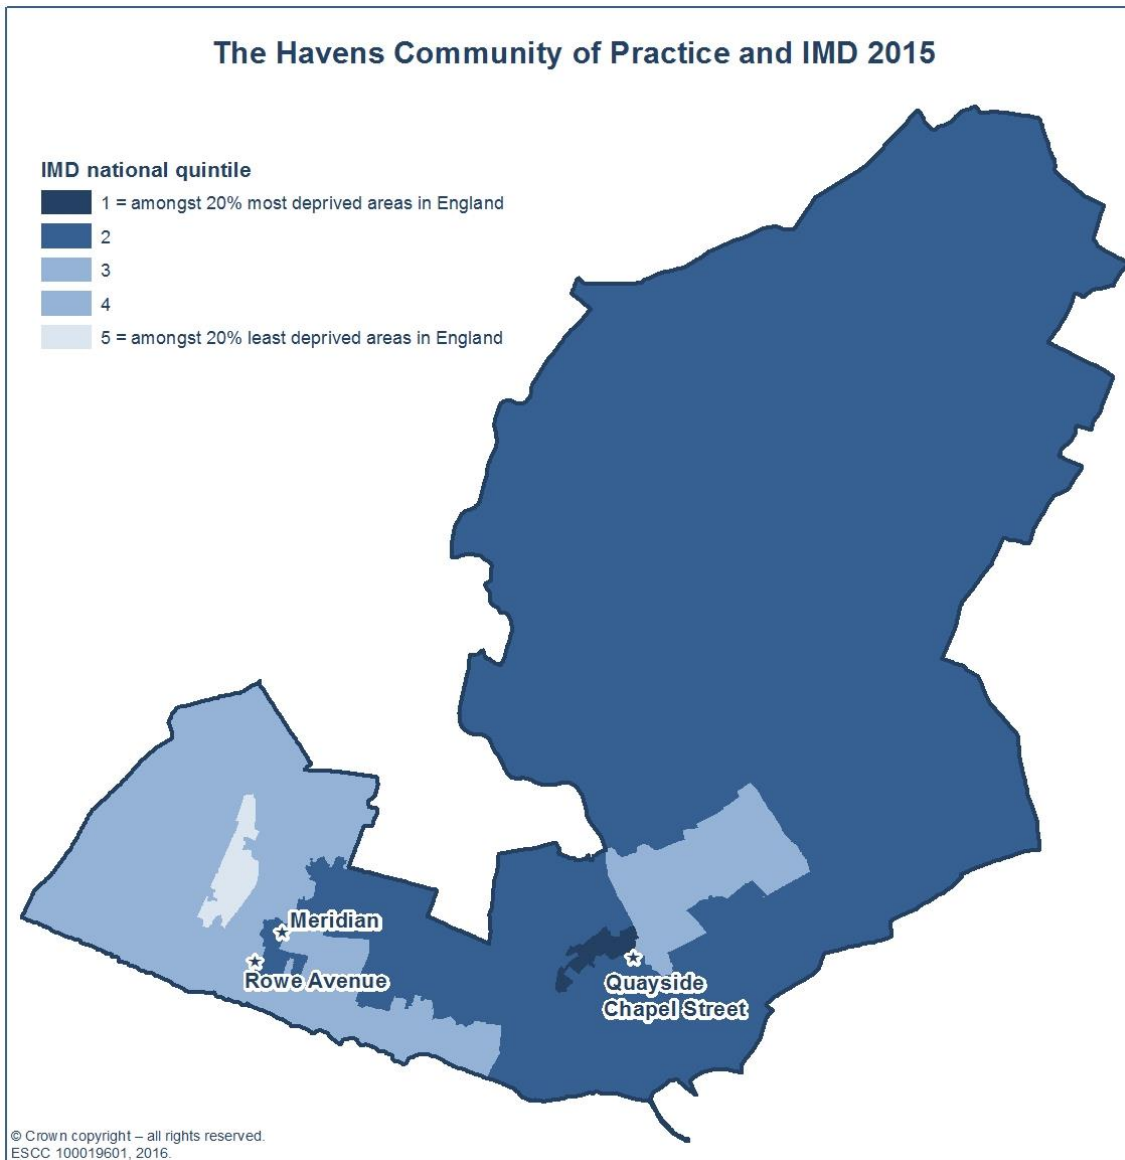 The Havens Community of Practice and IMD 2015
IMD national quintile
1 = amongst 20% most deprived areas in England
2
3
4
5 = amongst 20% least deprived areas in England
Meridian
Rowe Avenue
Quayside
Chapel Street
© Crown copyright – all rights reserved.
ESCC 100019601, 2016.